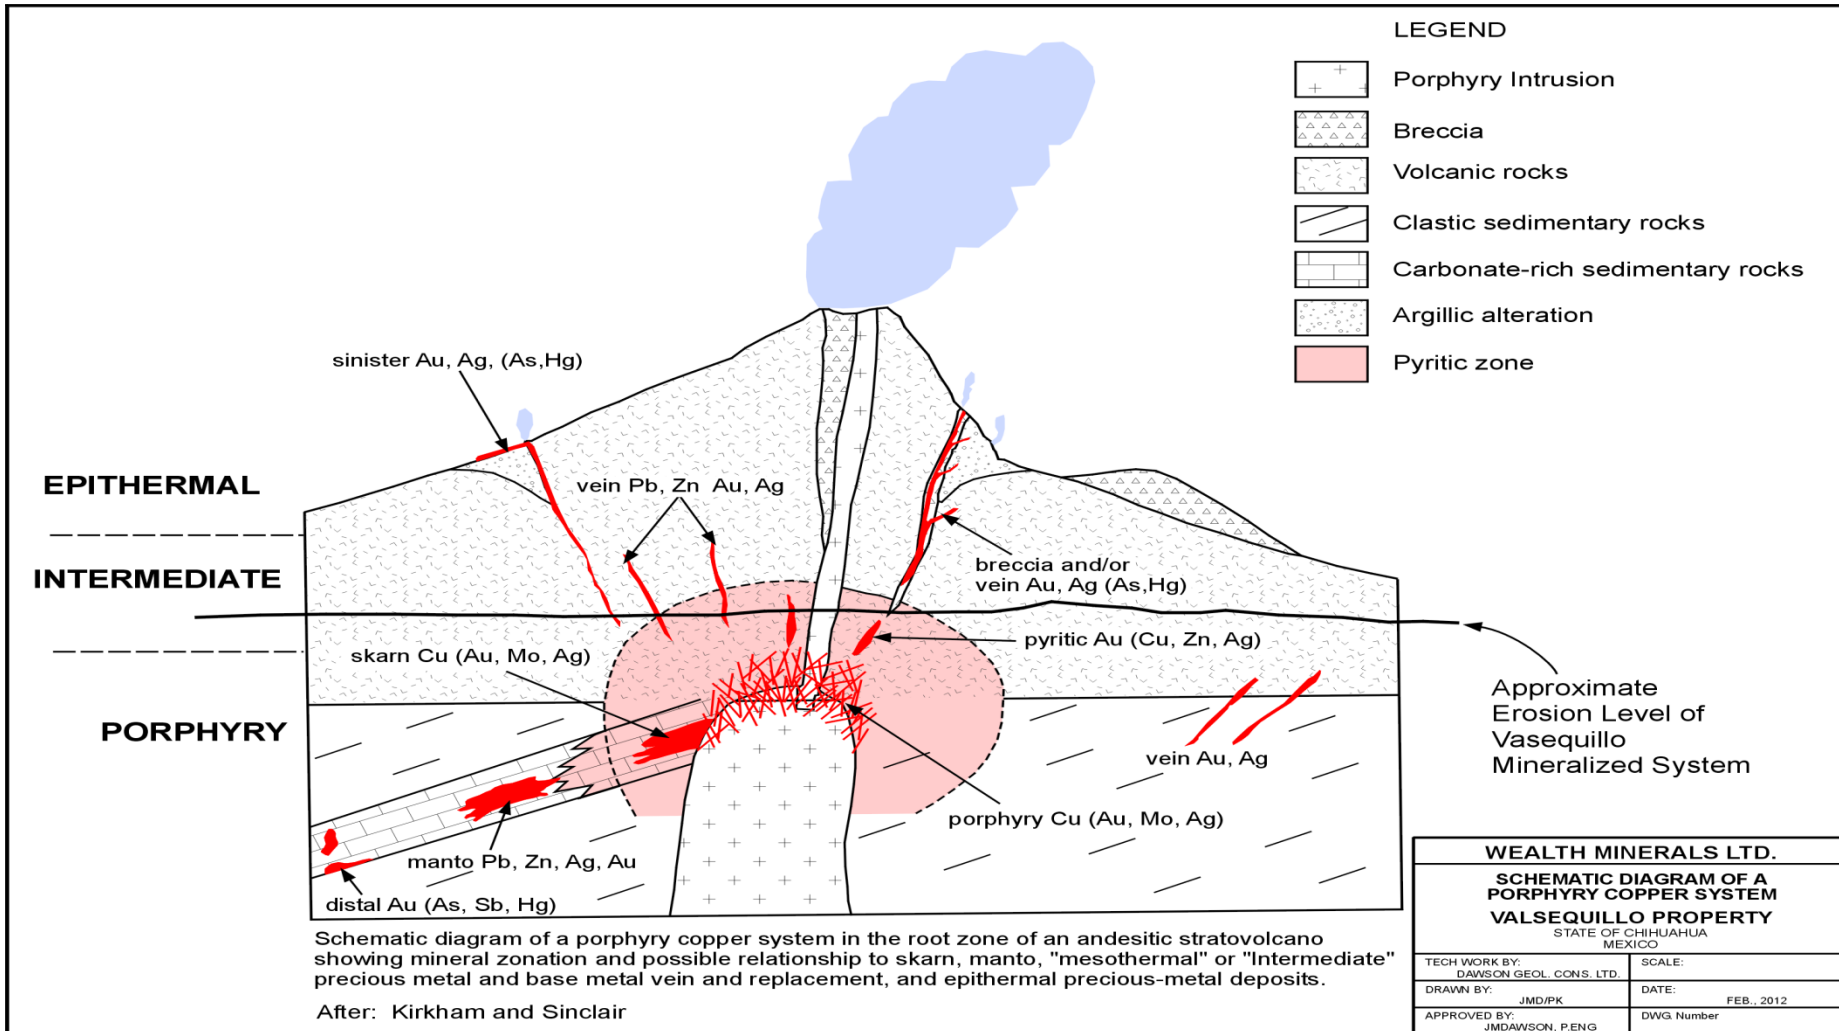 LEGEND
Porphyry Intrusion
Breccia
Volcanic rocks
Clastic sedimentary rocks
Carbonate-rich sedimentary rocks
Argillic alteration
Pyritic zone
sinister Au, Ag, (As,Hg)
EPITHERMAL
vein Pb, Zn  Au, Ag
INTERMEDIATE
breccia and/or
vein Au, Ag (As,Hg)
pyritic Au (Cu, Zn, Ag)
skarn Cu (Au, Mo, Ag)
PORPHYRY
Approximate
Erosion Level of
Vasequillo
Mineralized System
vein Au, Ag
porphyry Cu (Au, Mo, Ag)
manto Pb, Zn, Ag, Au
distal Au (As, Sb, Hg)
Schematic diagram of a porphyry copper system in the root zone of an andesitic stratovolcano
showing mineral zonation and possible relationship to skarn, manto, "mesothermal" or "Intermediate"
precious metal and base metal vein and replacement, and epithermal precious-metal deposits.
After:  Kirkham and Sinclair
WEALTH MINERALS LTD.
SCHEMATIC DIAGRAM OF A
PORPHYRY COPPER SYSTEM
VALSEQUILLO PROPERTY
STATE OF CHIHUAHUA
MEXICO
TECH WORK BY:
DAWSON GEOL. CONS. LTD.
SCALE:
DRAWN BY:
JMD/PK
DATE:
FEB., 2012
APPROVED BY:
JMDAWSON, P.ENG
DWG. Number